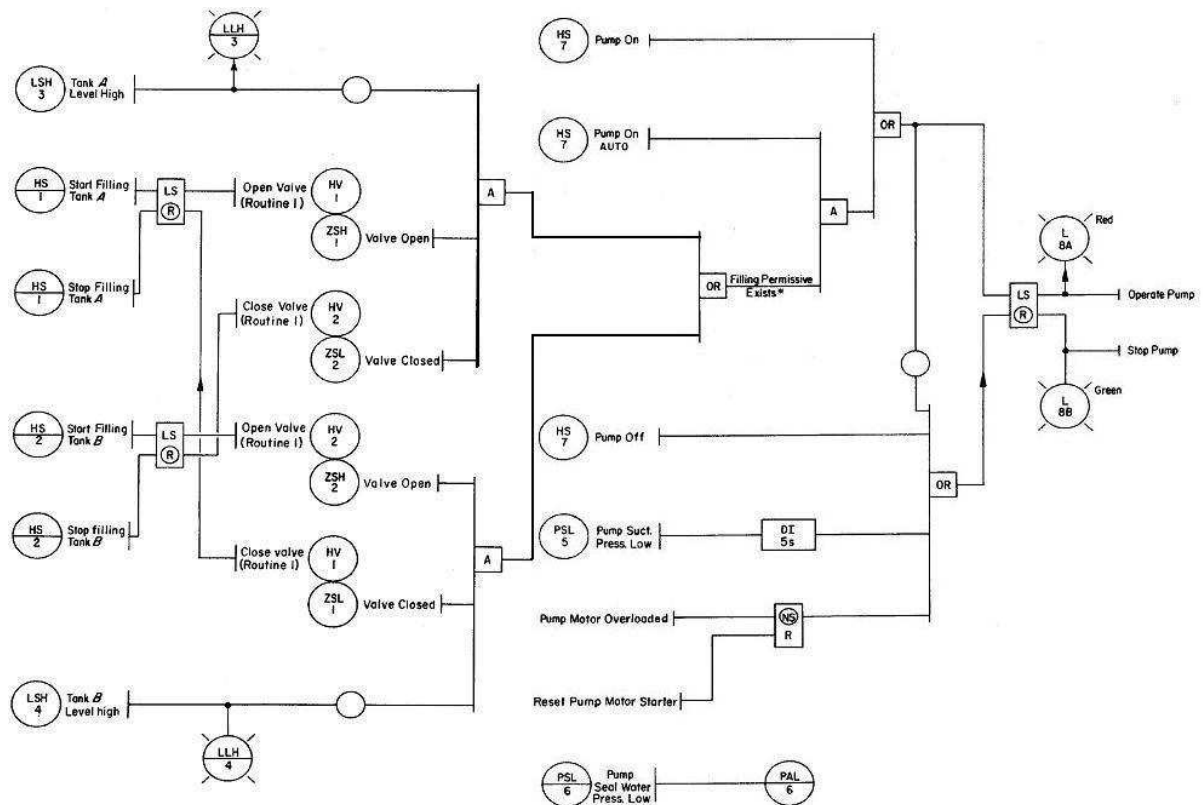 LLH
3
LSH
3
Tank A
Level High
HS
1
Start Filling
Tank A
LS
R
Open Valve
(Routine I)
HV
1
ZSH
1
Valve Open
HS
1
Stop Filling
Tank A
Close Valve
(Routine I)
HV
2
ZSL
2
Valve Closed
A
HS
2
Start Filling
Tank B
LS
R
Open Valve
(Routine I)
HV
2
ZSH
2
Valve Open
HS
2
Stop filling
Tank B
Close valve
(Routine I)
HV
1
ZSL
1
Valve Closed
A
LSH
4
Tank B
Level high
LLH
4
HS
7
Pump On
OR
HS
7
Pump On
AUTO
A
OR
Filling Permissive
Exists*
L
8A
Red
LS
R
Operate Pump
Stop Pump
L
8B
Green
HS
7
Pump Off
OR
PSL
5
Pump Suct.
Press. Low
DI
5s
Pump Motor Overloaded
NS
R
Reset Pump Motor Starter
PSL
6
Pump
Seal Water
Press. Low
PAL
6